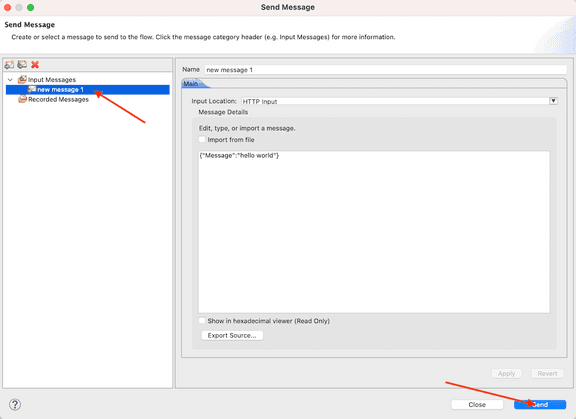 Send Message
Send Message
Create or select a message to send to the flow. Click the message category header (e.g. Input Messages) for more information.
Input Messages
new message 1
Recorded Messages
Name new message 1
Main
Input Location: HTTP Input
Message Details
Edit, type, or import a message.
Import from file
{"Message":"hello world"}
Show in hexadecimal viewer (Read Only)
Export Source...
Apply Revert
? Close Send